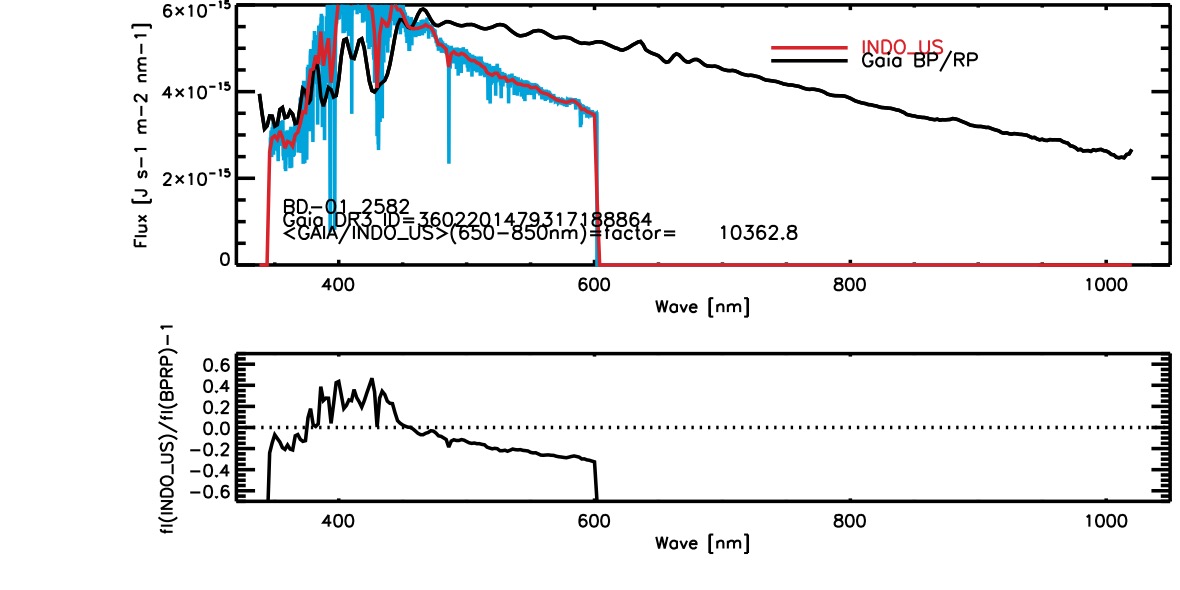 6×10⁻¹⁵
4×10⁻¹⁵
2×10⁻¹⁵
0
Flux [J s−1 m−2 nm−1]
INDO_US
Gaia BP/RP
BD-01_2582
Gaia DR3 ID=3602201479317188864
<GAIA/INDO_US>(650−850nm)=factor= 10362.8
400 600 800 1000
Wave [nm]
fl(INDO_US)/fl(BPRP)−1
0.6
0.4
0.2
0.0
−0.2
−0.4
−0.6
400 600 800 1000
Wave [nm]